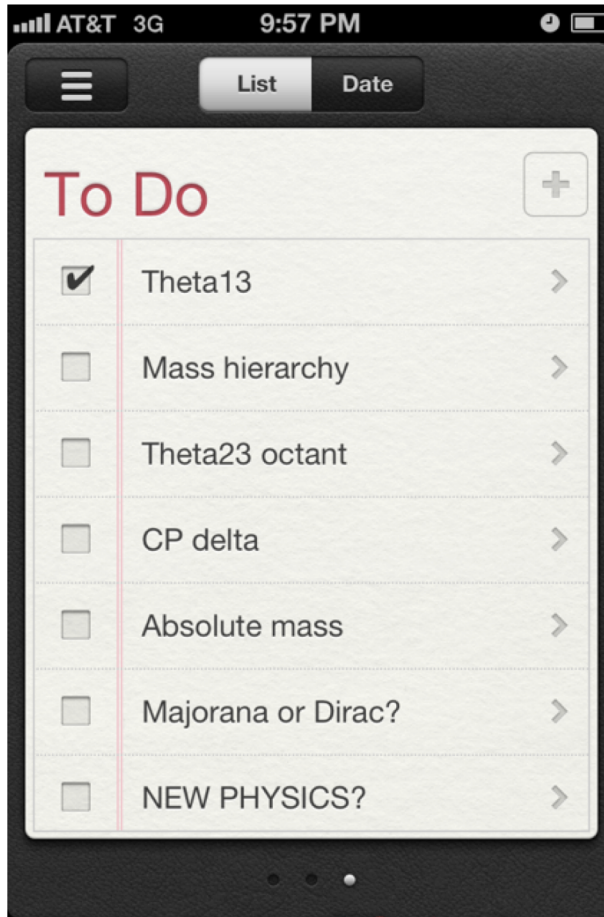 AT&T 3G 9:57 PM
List Date
To Do
Theta13
Mass hierarchy
Theta23 octant
CP delta
Absolute mass
Majorana or Dirac?
NEW PHYSICS?